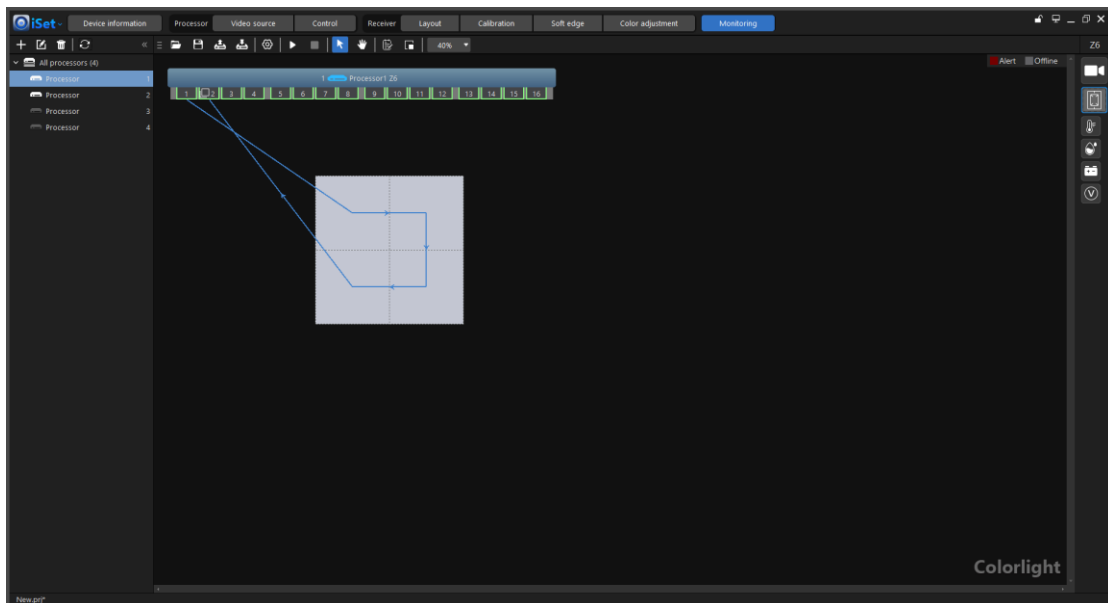 iSet Device information Processor Video source Control Receiver Layout Calibration Soft edge Color adjustment Monitoring
40% Z6
All processors (4) Alert Offline
Processor 1
Processor 2
Processor 3
Processor 4
1 Processor1 Z6
1 2 3 4 5 6 7 8 9 10 11 12 13 14 15 16
V
Colorlight
New.prj*